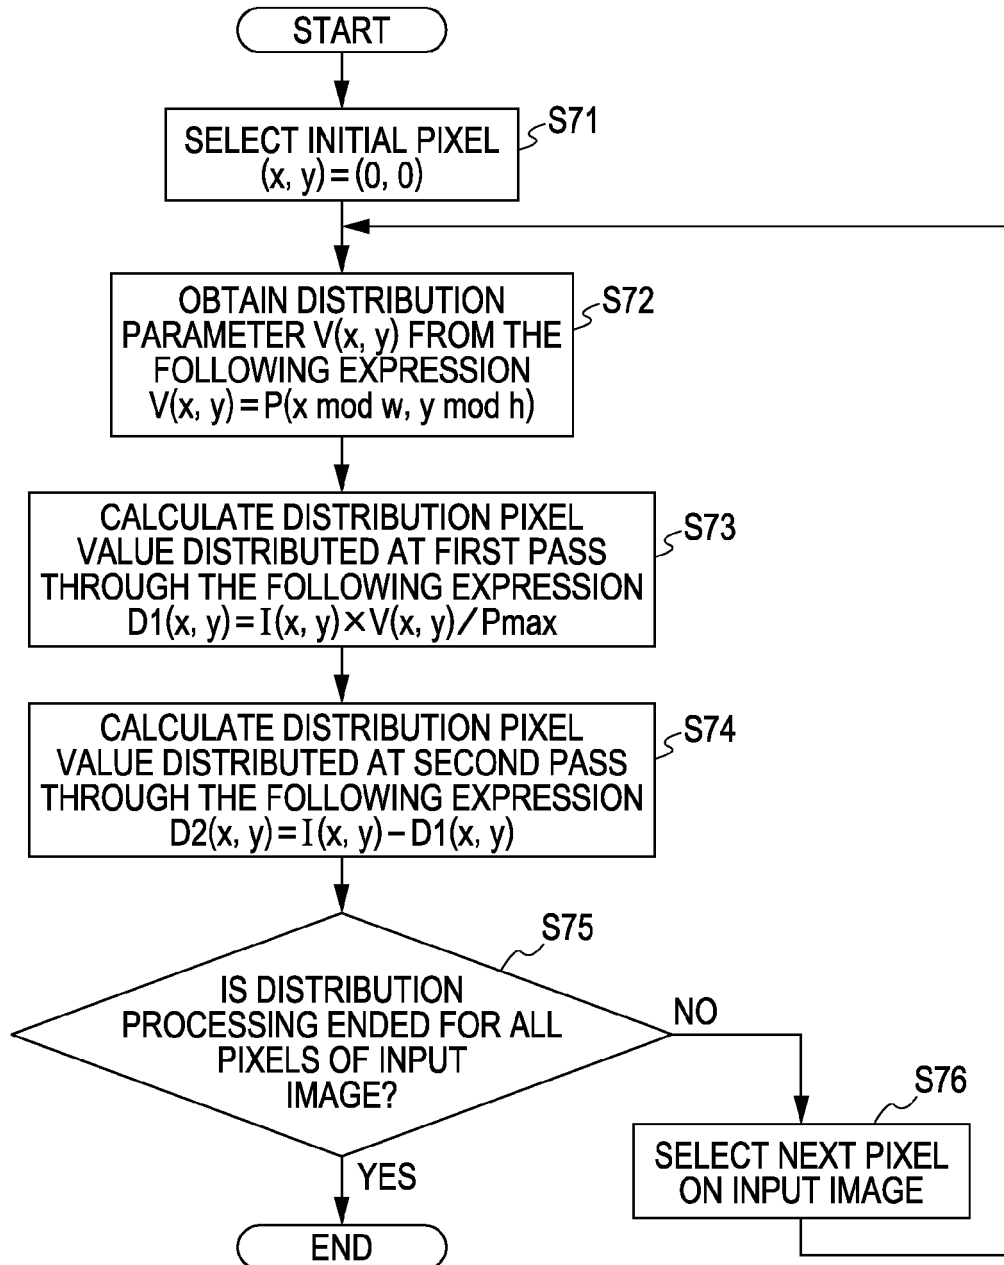 START
S71
SELECT INITIAL PIXEL
(x, y)=(0, 0)
S72
OBTAIN DISTRIBUTION
PARAMETER V(x, y) FROM THE
FOLLOWING EXPRESSION
V(x, y)=P(x mod w, y mod h)
S73
CALCULATE DISTRIBUTION PIXEL
VALUE DISTRIBUTED AT FIRST PASS
THROUGH THE FOLLOWING EXPRESSION
D1(x, y)=I(x, y)×V(x, y)/Pmax
S74
CALCULATE DISTRIBUTION PIXEL
VALUE DISTRIBUTED AT SECOND PASS
THROUGH THE FOLLOWING EXPRESSION
D2(x, y)=I(x, y)−D1(x, y)
S75
IS DISTRIBUTION
PROCESSING ENDED FOR ALL
PIXELS OF INPUT
IMAGE?
NO
S76
SELECT NEXT PIXEL
ON INPUT IMAGE
YES
END